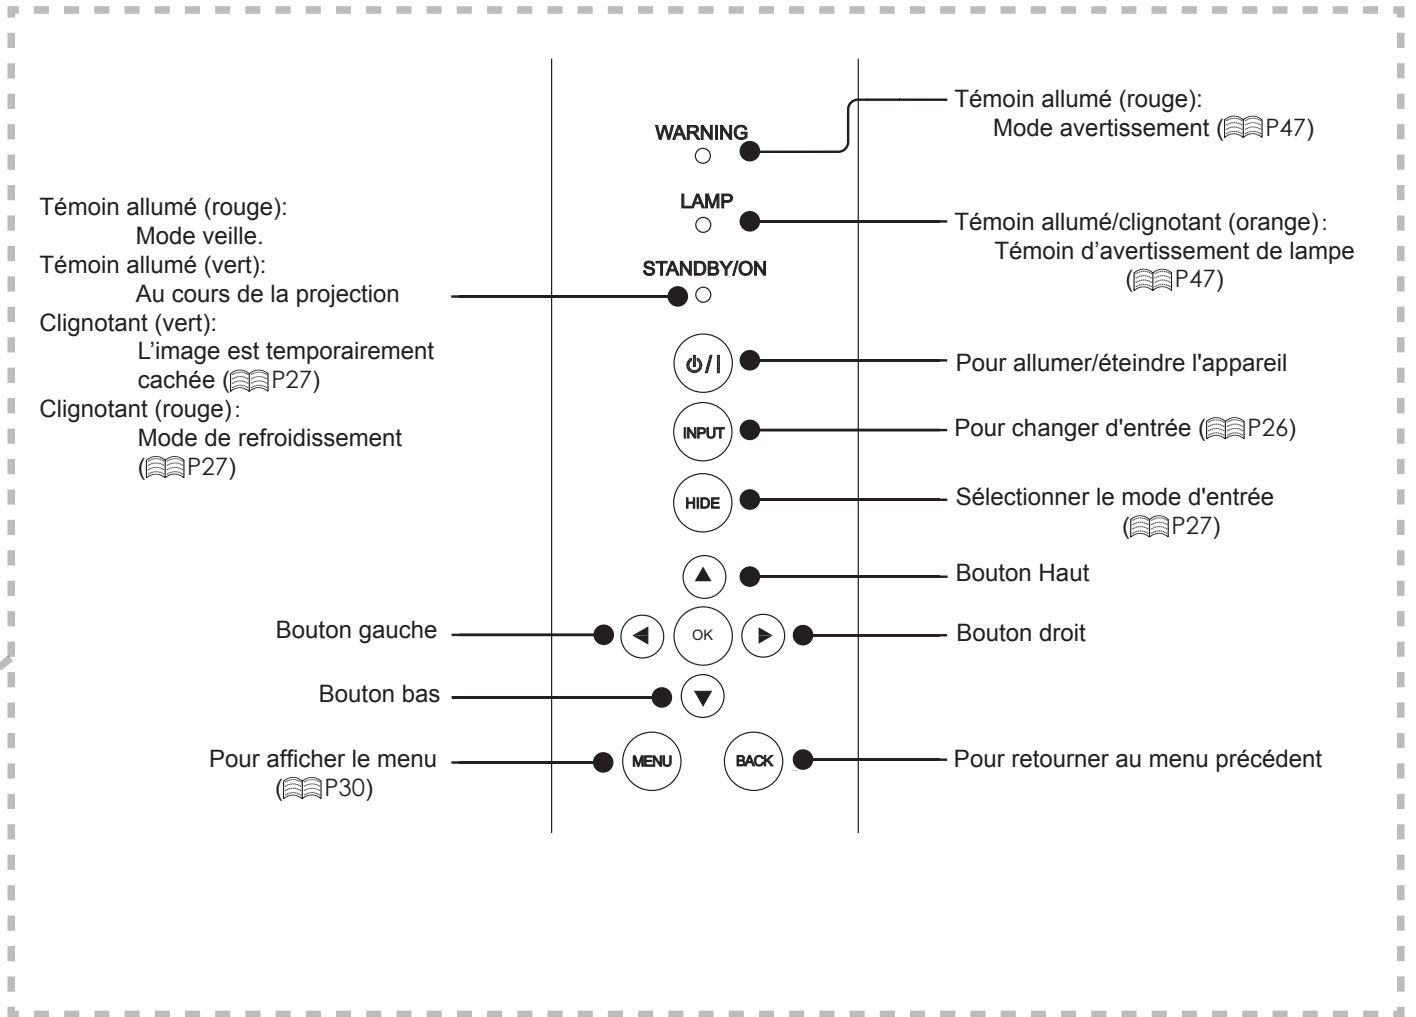 WARNING
LAMP
STANDBY/ON
⏻/I
INPUT
HIDE
OK
MENU
BACK
Témoin allumé (rouge):
Mode veille.
Témoin allumé (vert):
Au cours de la projection
Clignotant (vert):
L’image est temporairement
cachée (P27)
Clignotant (rouge):
Mode de refroidissement
(P27)
Bouton gauche
Bouton bas
Pour afficher le menu
(P30)
Témoin allumé (rouge):
Mode avertissement (P47)
Témoin allumé/clignotant (orange):
Témoin d’avertissement de lampe
(P47)
Pour allumer/éteindre l'appareil
Pour changer d'entrée (P26)
Sélectionner le mode d'entrée
(P27)
Bouton Haut
Bouton droit
Pour retourner au menu précédent